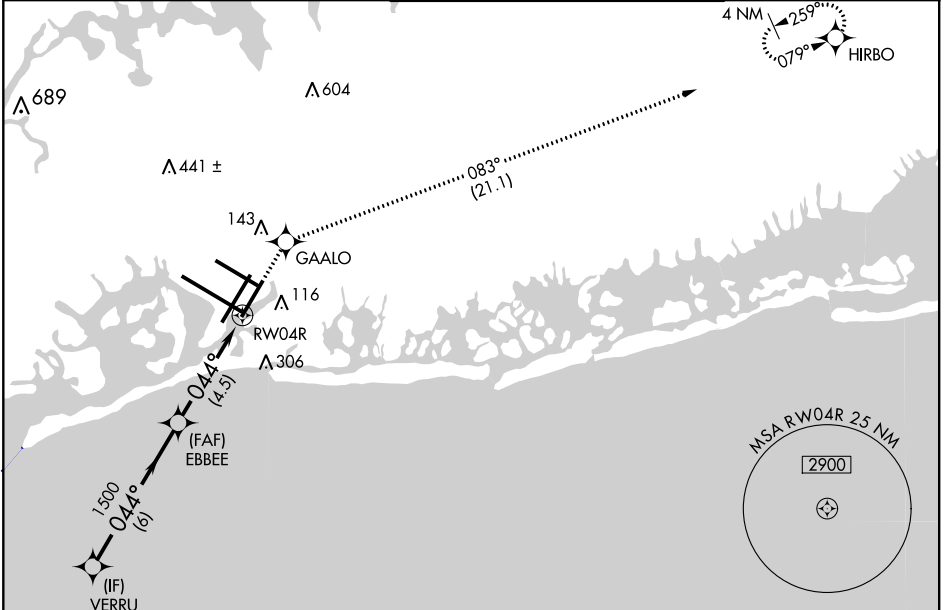 4 NM
259°
079°
HIRBO
689
604
441 ±
083°
(21.1)
143
GAALO
116
RW04R
306
044°
(4.5)
(FAF)
EBBEE
1500
044°
(6)
(IF)
VERRU
MSA RW04R 25 NM
2900